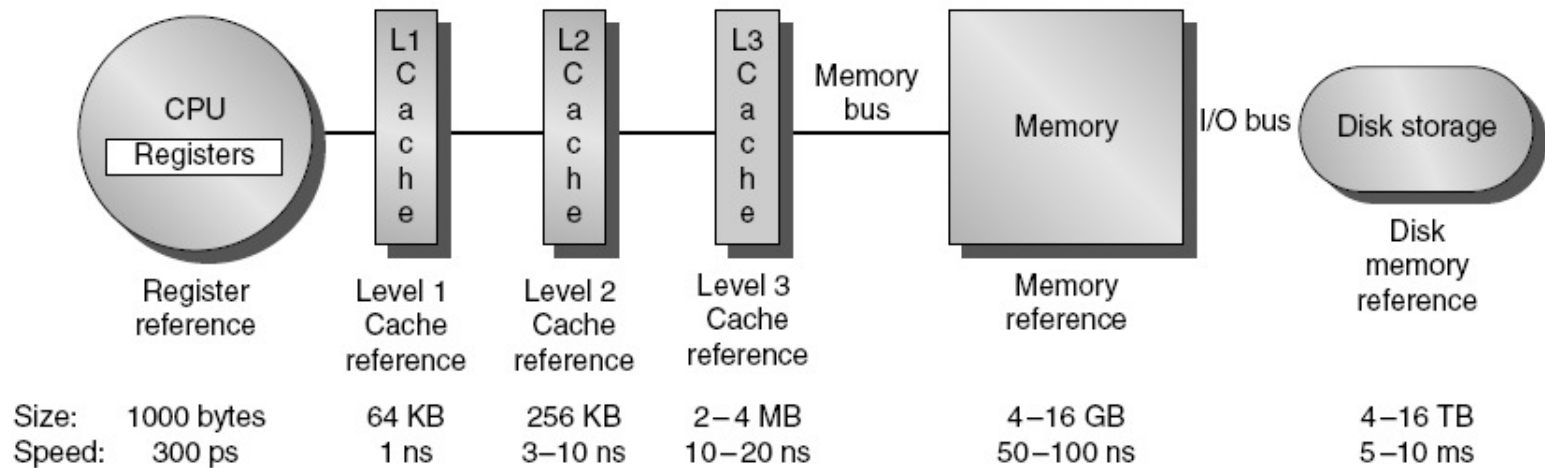 CPU
Registers
L1
C
a
c
h
e
L2
C
a
c
h
e
L3
C
a
c
h
e
Memory
bus
Memory
I/O bus
Disk storage
Register
reference
Level 1
Cache
reference
Level 2
Cache
reference
Level 3
Cache
reference
Memory
reference
Disk
memory
reference
Size: 1000 bytes 64 KB 256 KB 2–4 MB 4–16 GB 4–16 TB
Speed: 300 ps 1 ns 3–10 ns 10–20 ns 50–100 ns 5–10 ms